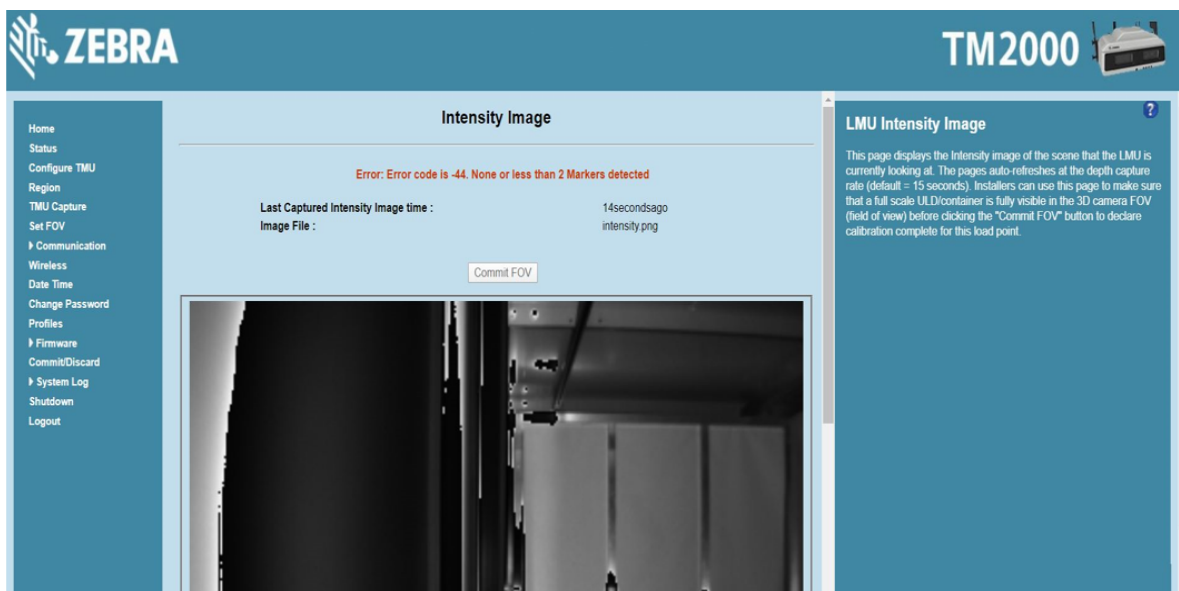 ZEBRA
TM2000
Home
Status
Configure TMU
Region
TMU Capture
Set FOV
Communication
Wireless
Date Time
Change Password
Profiles
Firmware
Commit/Discard
System Log
Shutdown
Logout
Intensity Image
Error: Error code is -44. None or less than 2 Markers detected
Last Captured Intensity Image time : 14secondsago
Image File : intensity.png
Commit FOV
?
LMU Intensity Image
This page displays the Intensity image of the scene that the LMU is
currently looking at. The pages auto-refreshes at the depth capture
rate (default = 15 seconds). Installers can use this page to make sure
that a full scale ULD/container is fully visible in the 3D camera FOV
(field of view) before clicking the "Commit FOV" button to declare
calibration complete for this load point.